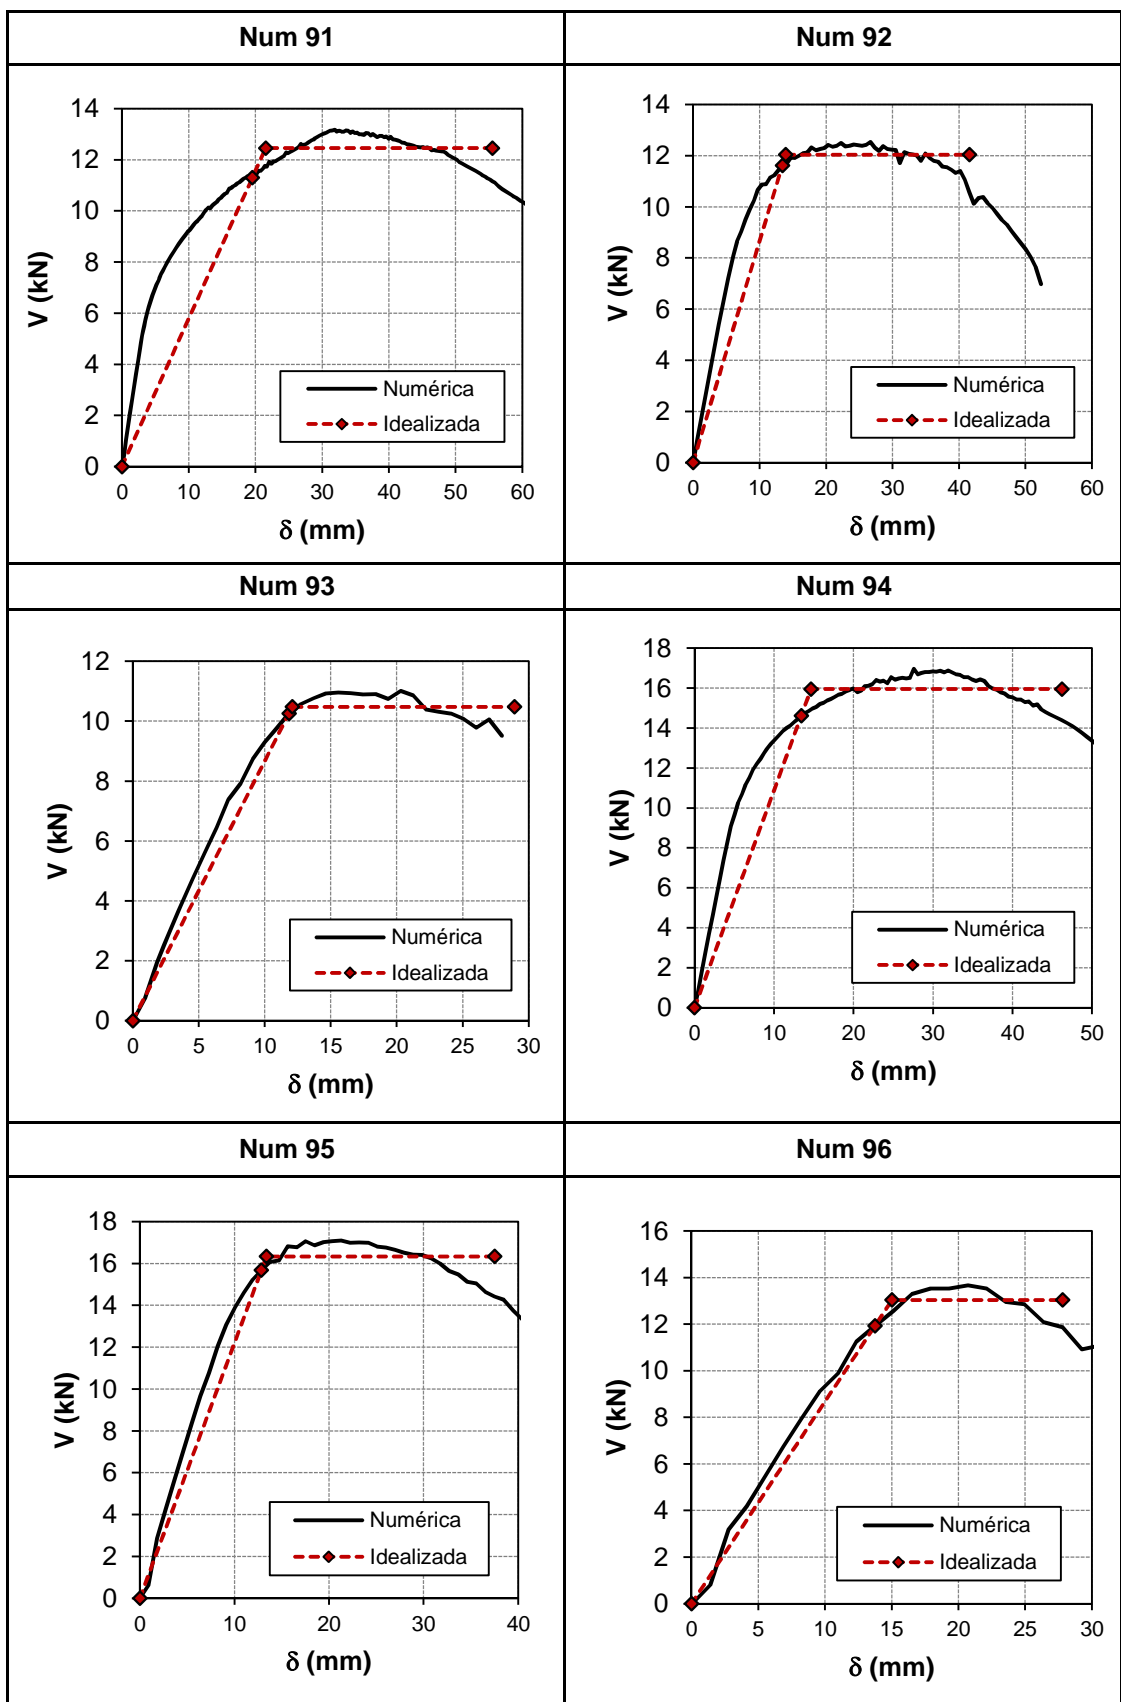 Num 91
Num 92
14
12
10
8
6
4
2
0
V (kN)
0 10 20 30 40 50 60
δ (mm)
Numérica
Idealizada
14
12
10
8
6
4
2
0
V (kN)
0 10 20 30 40 50 60
δ (mm)
Numérica
Idealizada
Num 93
Num 94
12
10
8
6
4
2
0
V (kN)
0 5 10 15 20 25 30
δ (mm)
Numérica
Idealizada
18
16
14
12
10
8
6
4
2
0
V (kN)
0 10 20 30 40 50
δ (mm)
Numérica
Idealizada
Num 95
Num 96
18
16
14
12
10
8
6
4
2
0
V (kN)
0 10 20 30 40
δ (mm)
Numérica
Idealizada
16
14
12
10
8
6
4
2
0
V (kN)
0 5 10 15 20 25 30
δ (mm)
Numérica
Idealizada